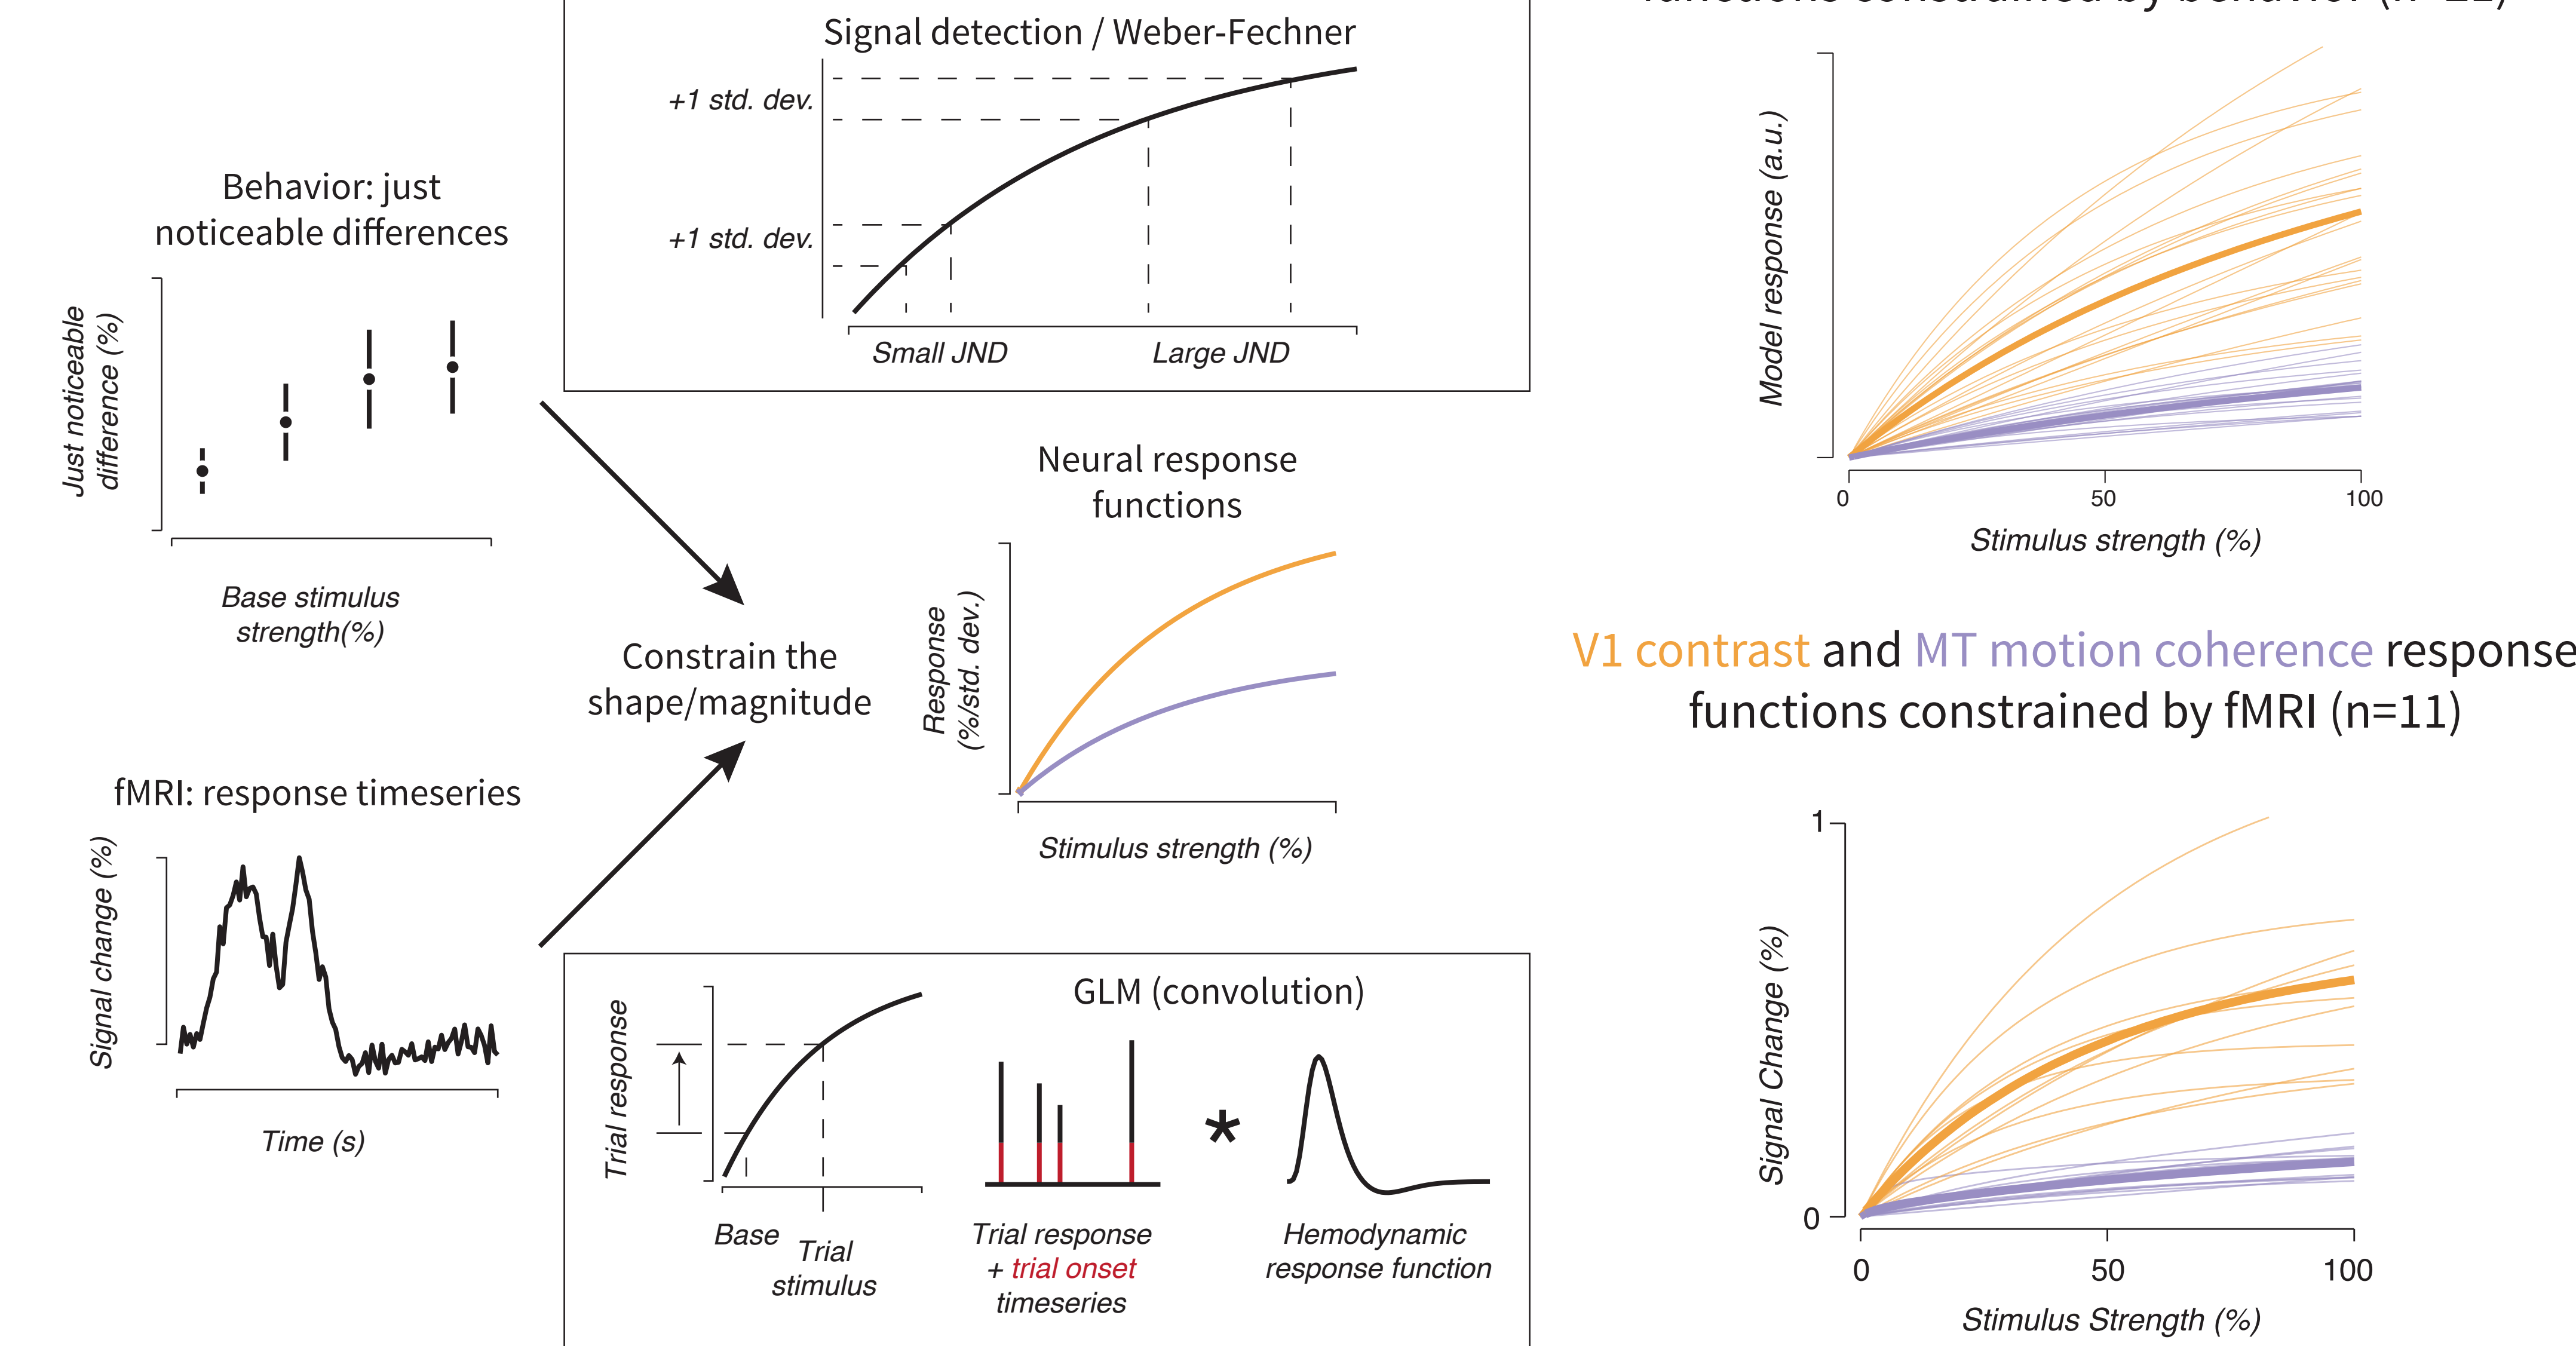 Signal detection / Weber-Fechner
+1 std. dev.
+1 std. dev.
Small JND
Large JND
Behavior: just
noticeable differences
Just noticeable
difference (%)
Base stimulus
strength(%)
fMRI: response timeseries
Signal change (%)
Time (s)
Constrain the
shape/magnitude
Neural response
functions
Response
(%/std. dev.)
Stimulus strength (%)
GLM (convolution)
Trial response
Base
Trial
stimulus
Trial response
+ trial onset
timeseries
*
Hemodynamic
response function
functions constrained by behavior
Model response (a.u.)
0
50
100
Stimulus strength (%)
V1 contrast and MT motion coherence response
functions constrained by fMRI (n=11)
Signal Change (%)
1
0
0
50
100
Stimulus Strength (%)